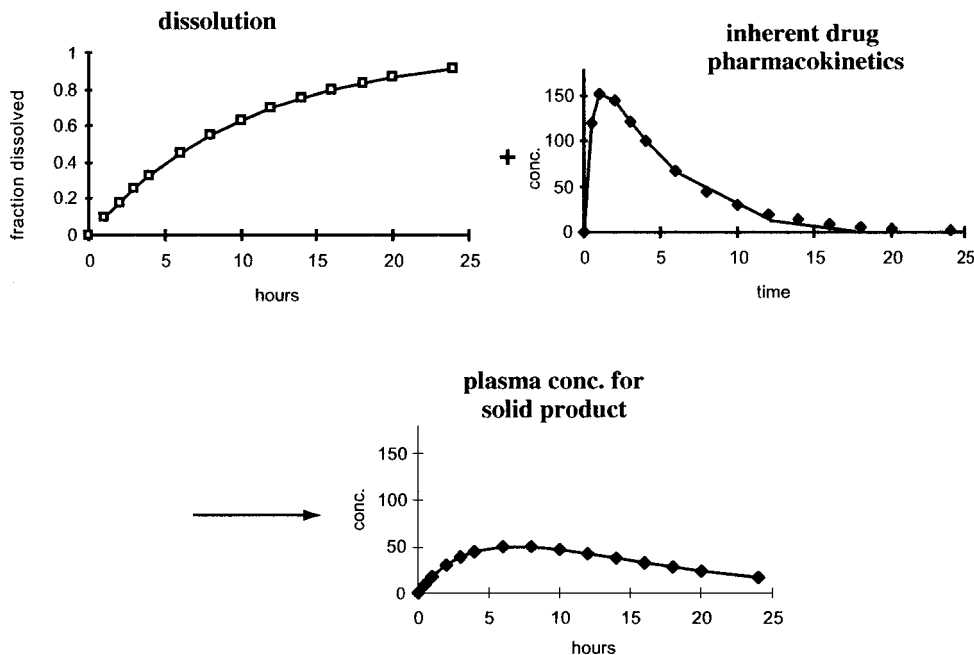 dissolution
1
0.8
0.6
0.4
0.2
0
fraction dissolved
0 5 10 15 20 25
hours
+
inherent drug
pharmacokinetics
150
100
50
0
conc.
0 5 10 15 20 25
time
plasma conc. for
solid product
150
100
50
0
conc.
0 5 10 15 20 25
hours